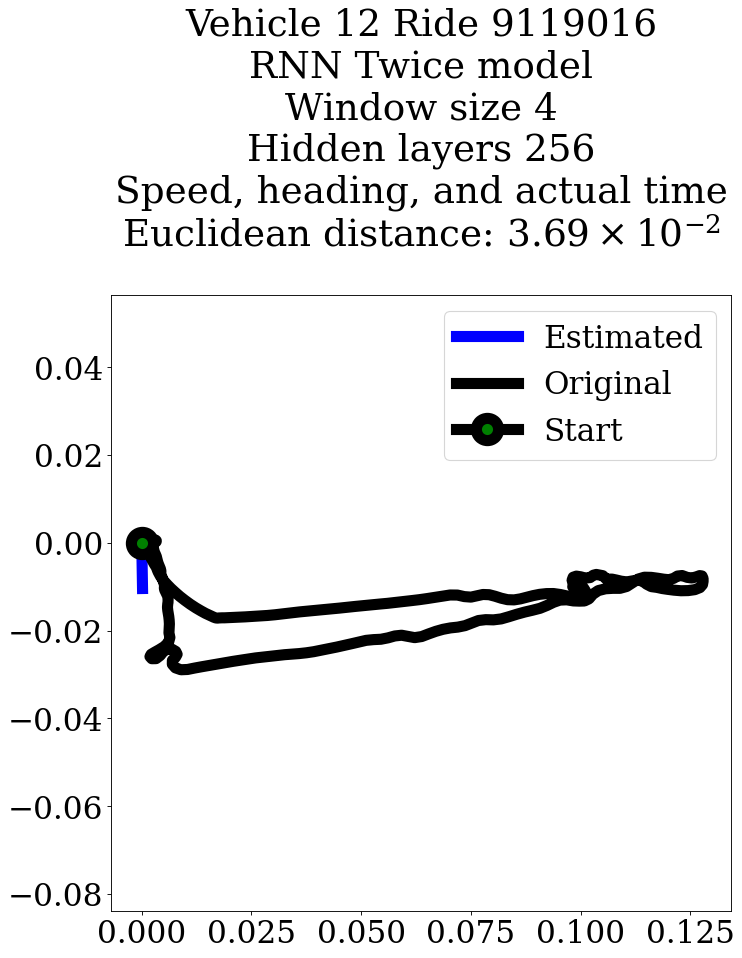 Vehicle 12 Ride 9119016
RNN Twice model
Window size 4
Hidden layers 256
Speed, heading, and actual time
Euclidean distance: 3.69 × 10⁻²
Estimated
Original
Start
0.04
0.02
0.00
−0.02
−0.04
−0.06
−0.08
0.000 0.025 0.050 0.075 0.100 0.125